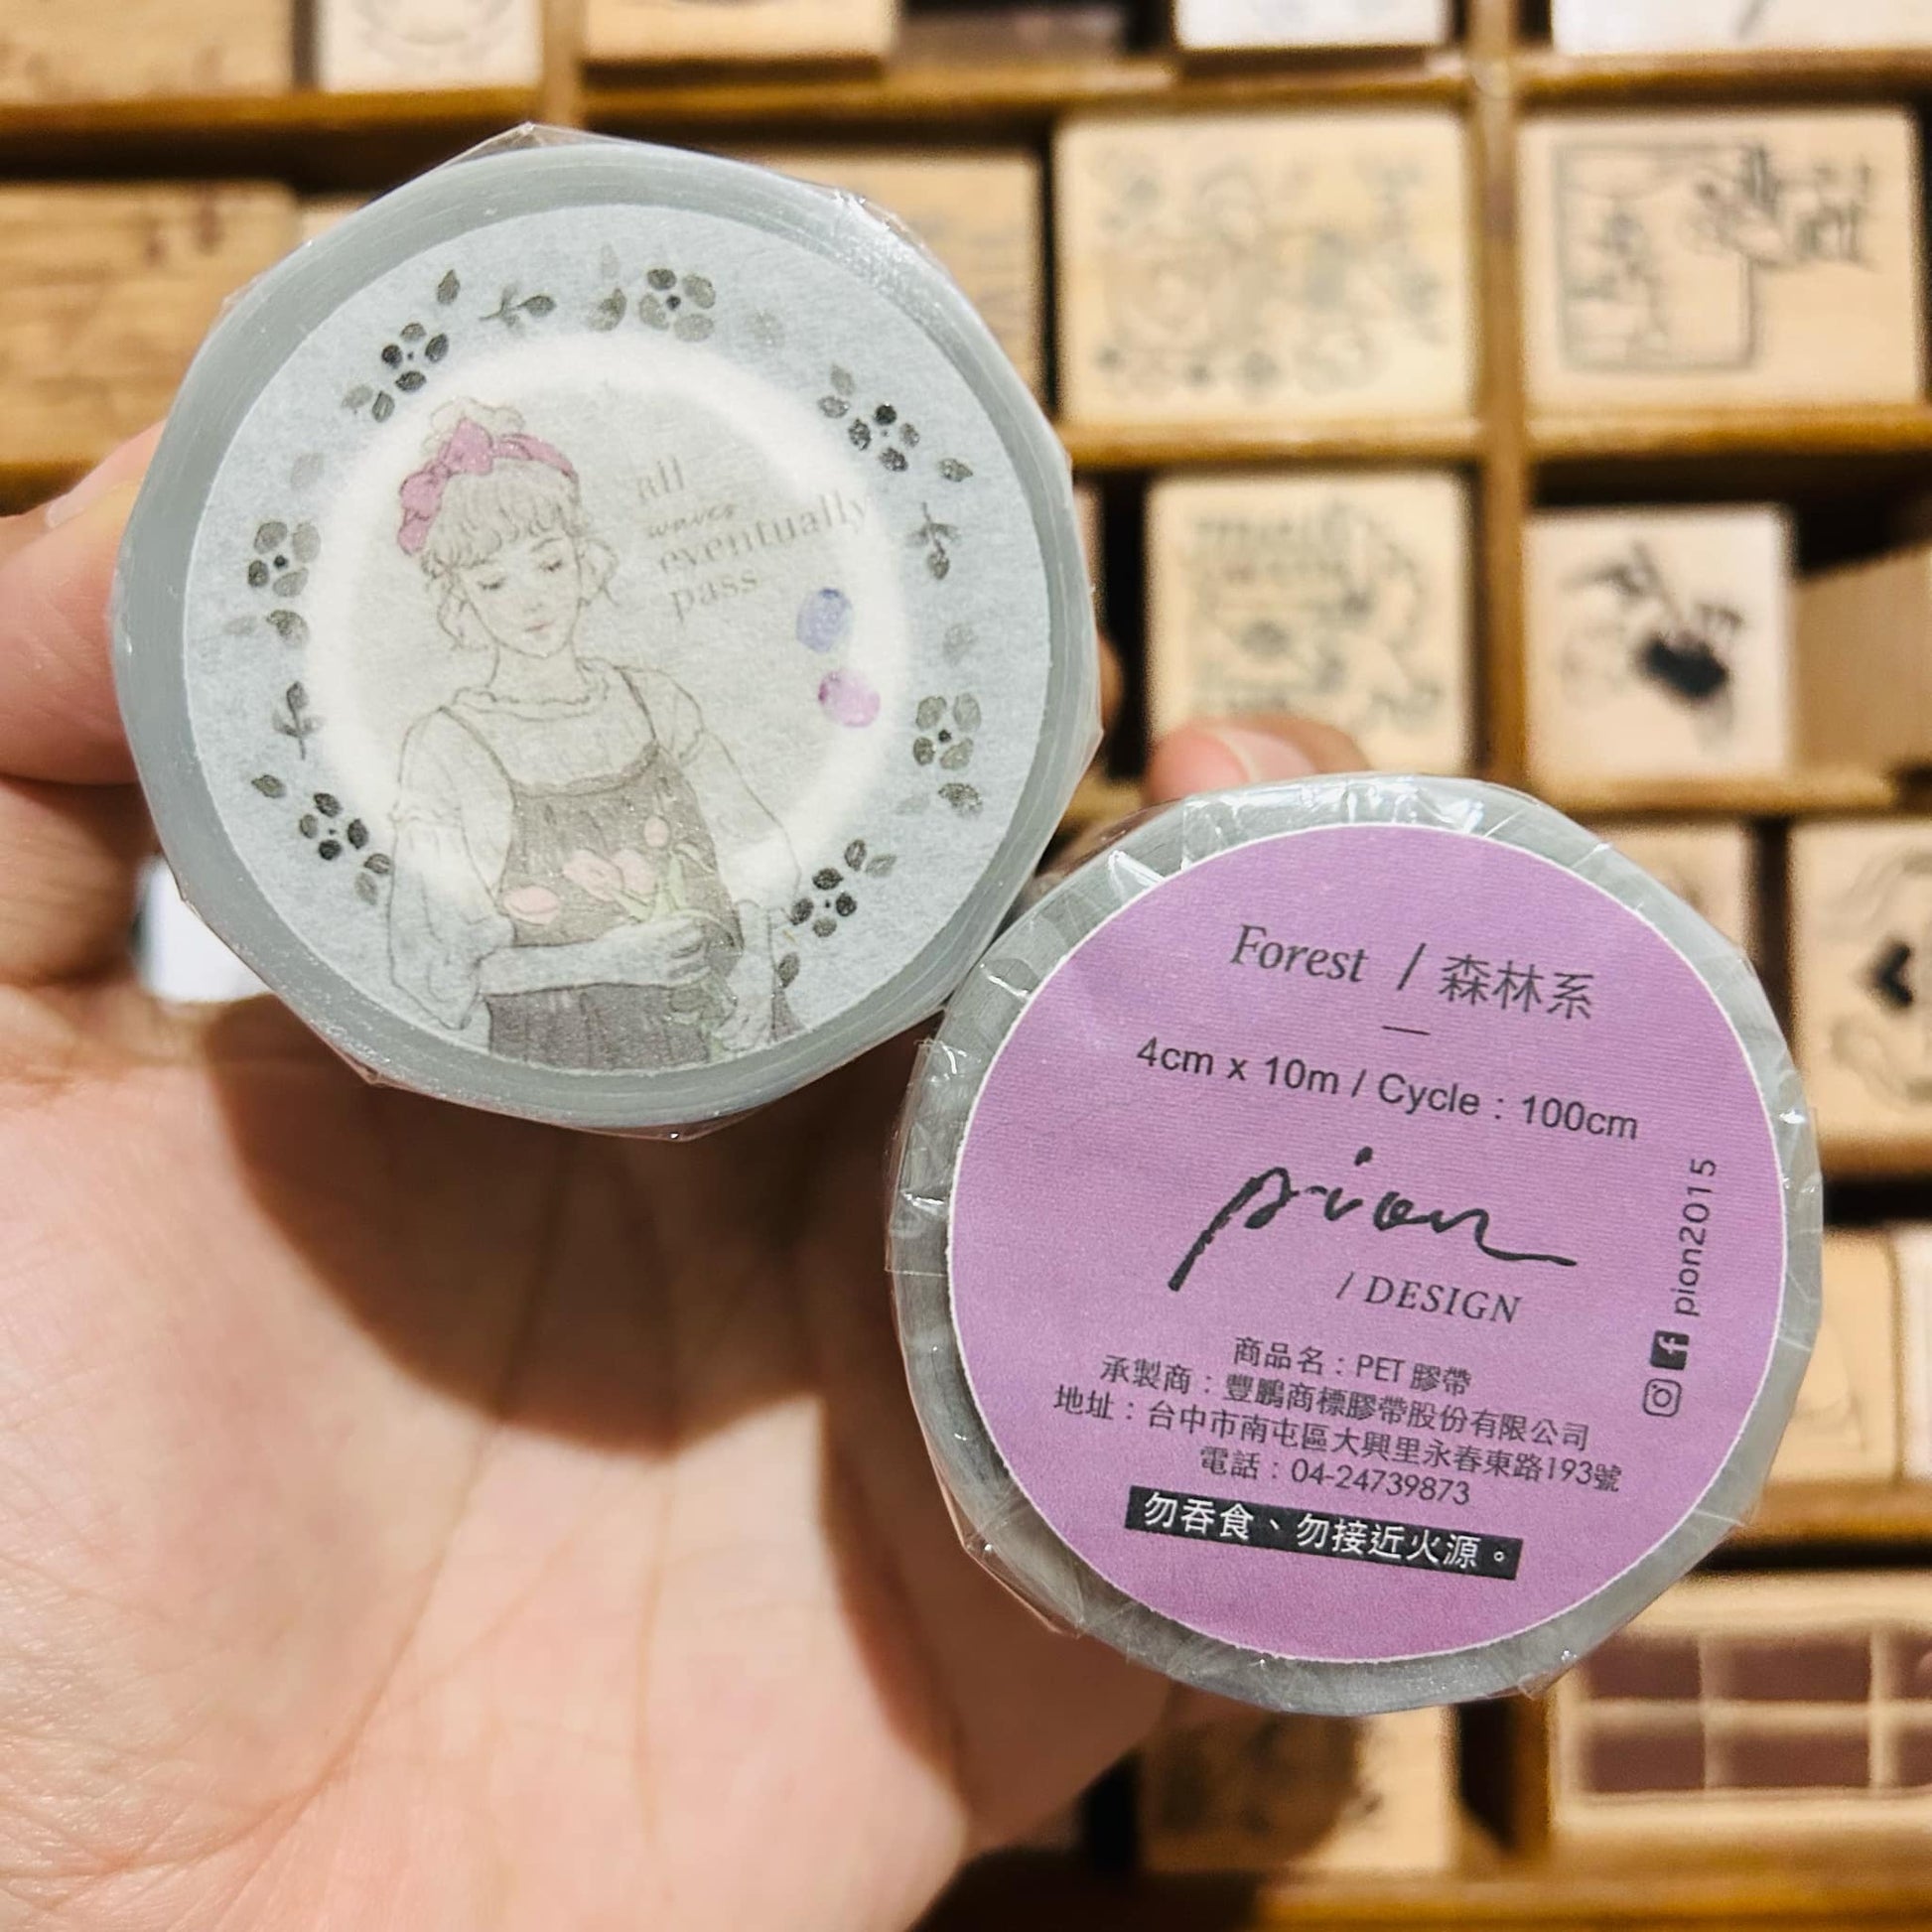 all
waves
eventually
pass
Forest / 森林系
4cm x 10m / Cycle : 100cm
pion
/ DESIGN
pion2015
商品名：PET 膠帶
承製商：豐鵬商標膠帶股份有限公司
地址：台中市南屯區大興里永春東路193號
電話：04-24739873
勿吞食、勿接近火源。